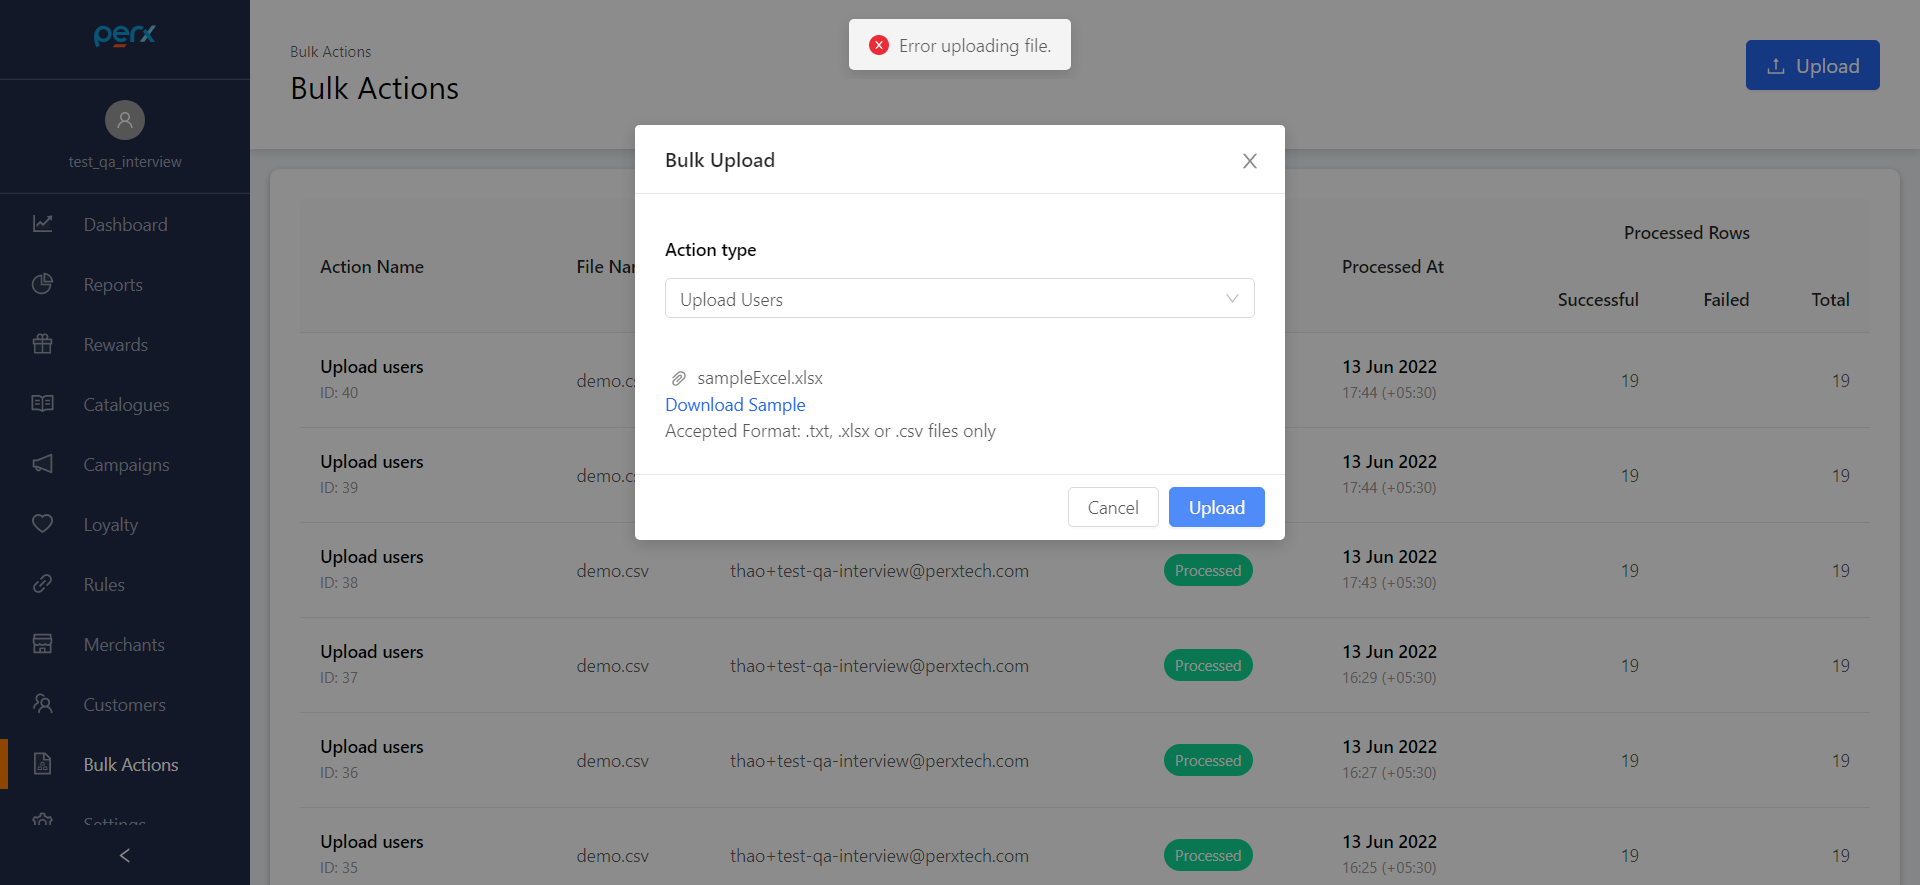 perx
test_qa_interview
Dashboard
Reports
Rewards
Catalogues
Campaigns
Loyalty
Rules
Merchants
Customers
Bulk Actions
Settings
Bulk Actions
Bulk Actions
Error uploading file.
Upload
Bulk Upload
Action type
Upload Users
sampleExcel.xlsx
Download Sample
Accepted Format: .txt, .xlsx or .csv files only
Cancel
Upload
Action Name
File Nar
Processed At
Processed Rows
Successful
Failed
Total
Upload users
ID: 40
demo.cs
13 Jun 2022
17:44 (+05:30)
19
19
Upload users
ID: 39
demo.cs
13 Jun 2022
17:44 (+05:30)
19
19
Upload users
ID: 38
demo.csv
thao+test-qa-interview@perxtech.com
Processed
13 Jun 2022
17:43 (+05:30)
19
19
Upload users
ID: 37
demo.csv
thao+test-qa-interview@perxtech.com
Processed
13 Jun 2022
16:29 (+05:30)
19
19
Upload users
ID: 36
demo.csv
thao+test-qa-interview@perxtech.com
Processed
13 Jun 2022
16:27 (+05:30)
19
19
Upload users
ID: 35
demo.csv
thao+test-qa-interview@perxtech.com
Processed
13 Jun 2022
16:25 (+05:30)
19
19